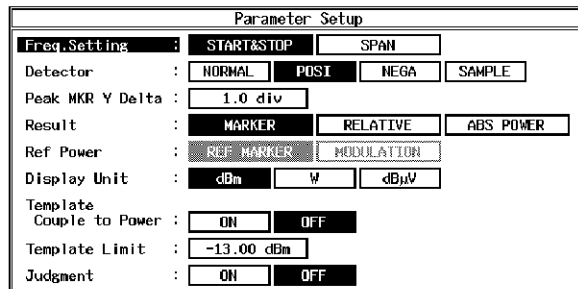 Parameter Setup
Freq.Setting : START&STOP SPAN
Detector : NORMAL POSI NEGA SAMPLE
Peak MKR Y Delta : 1.0 div
Result : MARKER RELATIVE ABS POWER
Ref Power : REF MARKER MODULATION
Display Unit : dBm W dBμV
Template
Couple to Power : ON OFF
Template Limit : -13.00 dBm
Judgment : ON OFF